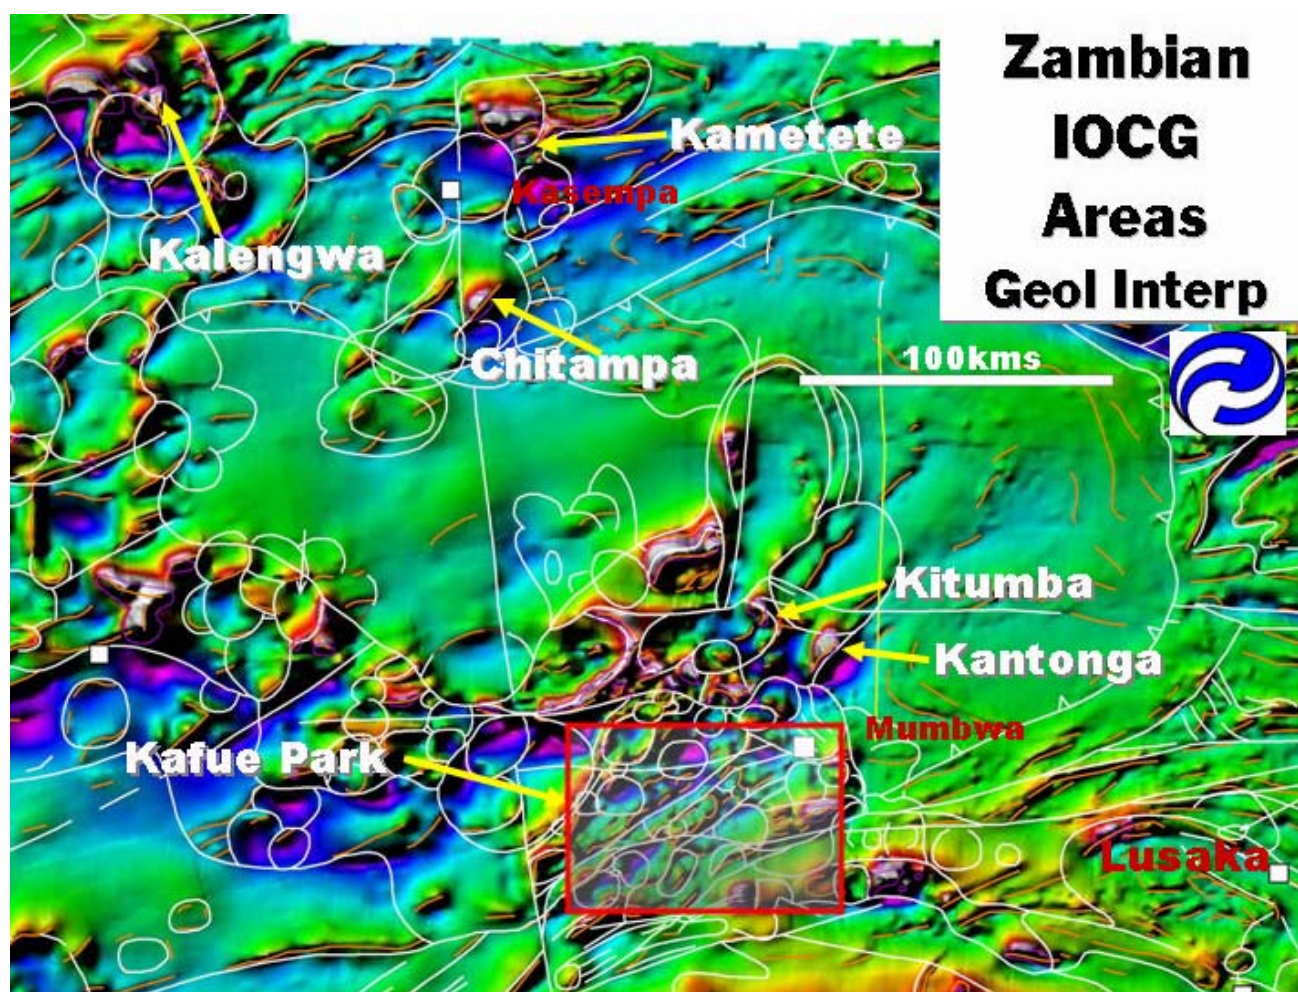 Zambian
IOCG
Areas
Geol Interp
Kametete
Kasempa
Kalengwa
100kms
Chitampa
Kitumba
Kantonga
Mumbwa
Kafue Park
Lusaka